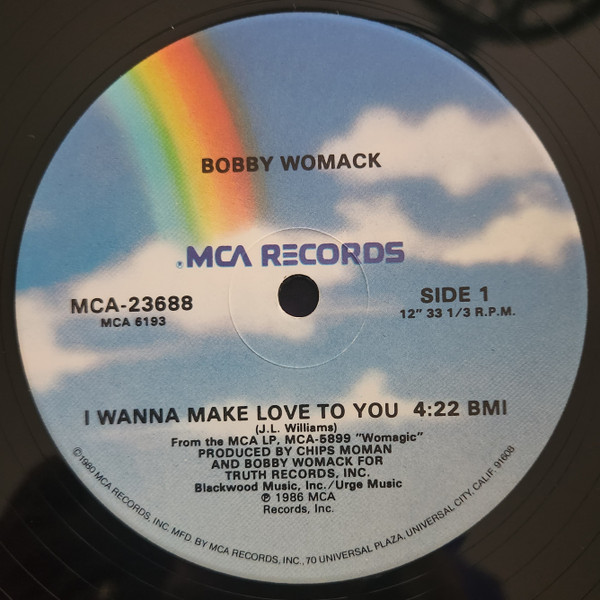 BOBBY WOMACK
MCA RECORDS
MCA-23688
MCA 6193
SIDE 1
12" 33 1/3 R.P.M.
I WANNA MAKE LOVE TO YOU 4:22 BMI
(J.L. Williams)
From the MCA LP, MCA-5899 "Womagic"
PRODUCED BY CHIPS MOMAN
AND BOBBY WOMACK FOR
TRUTH RECORDS, INC.
Blackwood Music, Inc./Urge Music
℗ 1986 MCA
Records, Inc.
©1980 MCA RECORDS, INC. MFD. BY MCA RECORDS, INC., 70 UNIVERSAL PLAZA, UNIVERSAL CITY, CALIF. 91608